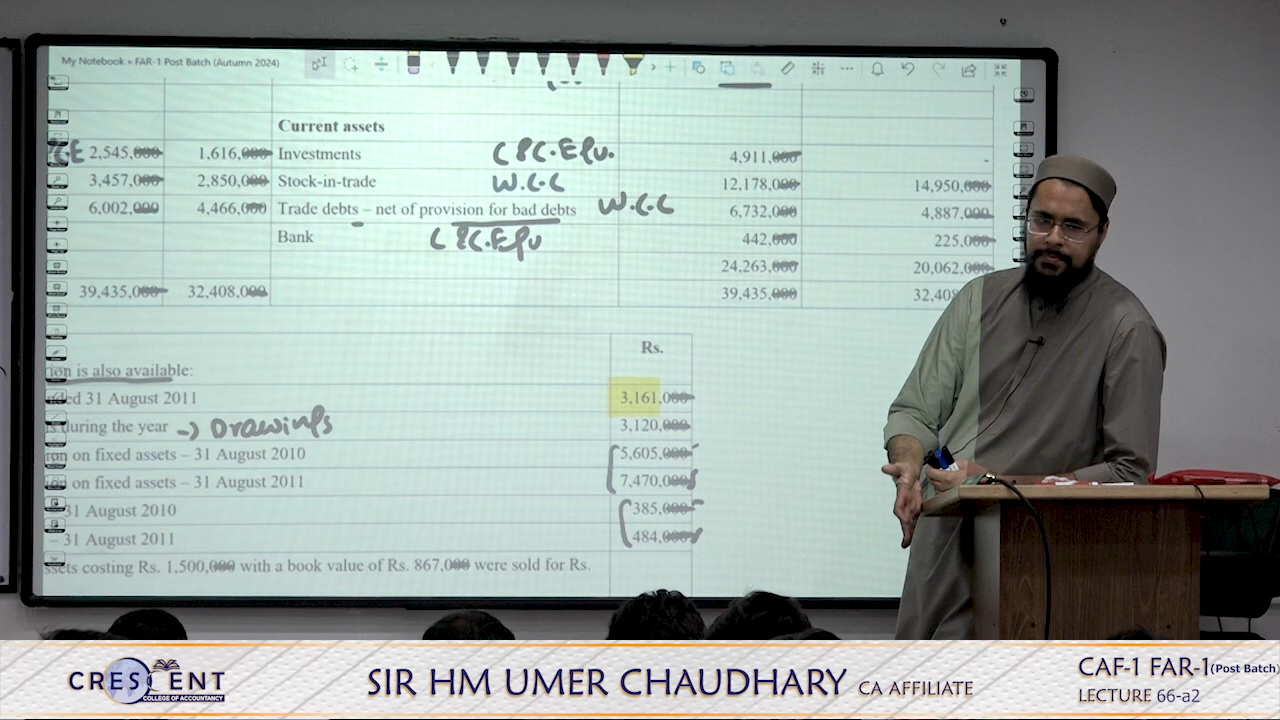 My Notebook » FAR-1 Post Batch (Autumn 2024)
Current assets
CE 2,545,000 1,616,000 Investments C & C.Equ. 4,911,000 -
3,457,000 2,850,000 Stock-in-trade W.C.C 12,178,000 14,950,000
6,002,000 4,466,000 Trade debts – net of provision for bad debts W.C.C 6,732,000 4,887,000
Bank C & C.Equ 442,000 225,000
24,263,000 20,062,000
39,435,000 32,408,000 39,435,000 32,408
Rs.
ion is also available:
ded 31 August 2011 3,161,000
s during the year -> Drawings 3,120,000
on on fixed assets – 31 August 2010 5,605,000
on on fixed assets – 31 August 2011 7,470,000
31 August 2010 385,000
– 31 August 2011 484,000
ssets costing Rs. 1,500,000 with a book value of Rs. 867,000 were sold for Rs.
CRESCENT
COLLEGE OF ACCOUNTANCY
SIR HM UMER CHAUDHARY CA AFFILIATE
CAF-1 FAR-1 (Post Batch)
LECTURE 66-a2